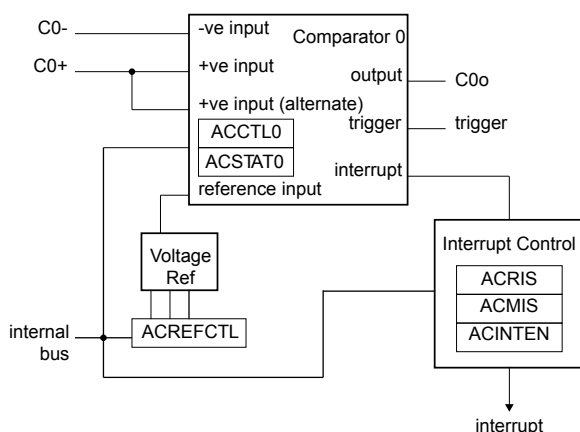 C0-
-ve input
Comparator 0
C0+
+ve input
output
C0o
+ve input (alternate)
ACCTL0
trigger
trigger
ACSTAT0
interrupt
reference input
Voltage
Ref
Interrupt Control
ACRIS
ACMIS
ACINTEN
internal
bus
ACREFCTL
interrupt